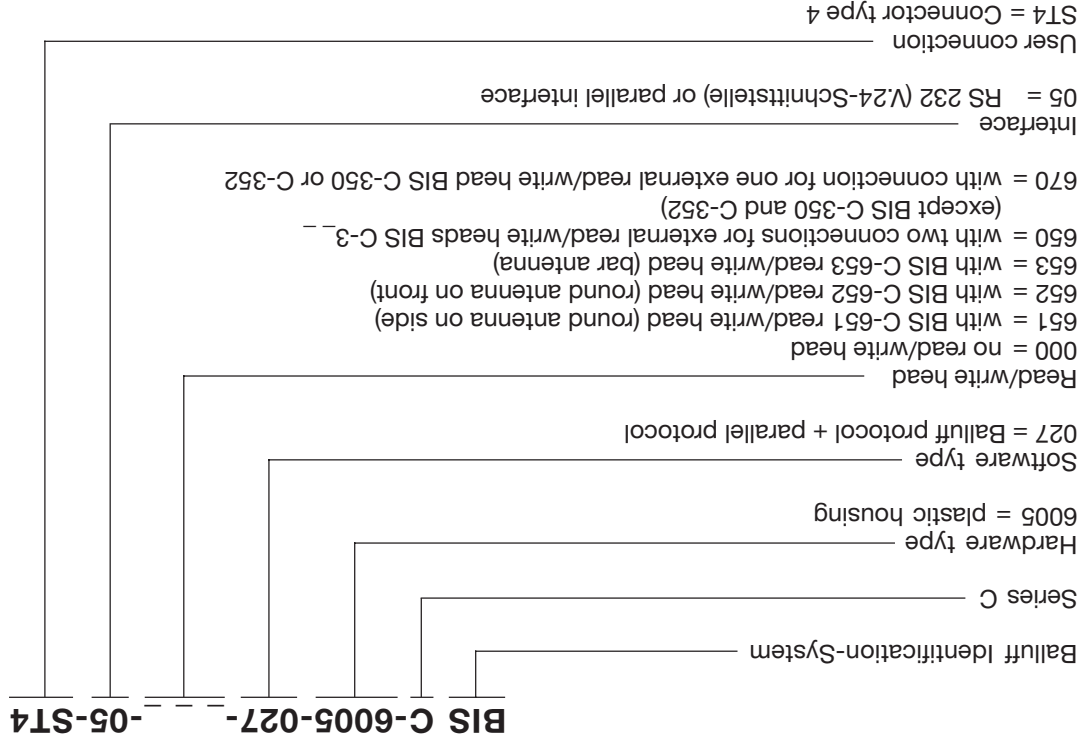 BIS C-6005-027-_ _ _-05-ST4
Balluff Identification-System
Series C
Hardware type
6005 = plastic housing
Software type
027 = Balluff protocol + parallel protocol
Read/write head
000 = no read/write head
651 = with BIS C-651 read/write head (round antenna on side)
652 = with BIS C-652 read/write head (round antenna on front)
653 = with BIS C-653 read/write head (bar antenna)
650 = with two connections for external read/write heads BIS C-3_ _
(except BIS C-350 and C-352)
670 = with connection for one external read/write head BIS C-350 or C-352
Interface
05 = RS 232 (V.24-Schnittstelle) or parallel interface
User connection
ST4 = Connector type 4